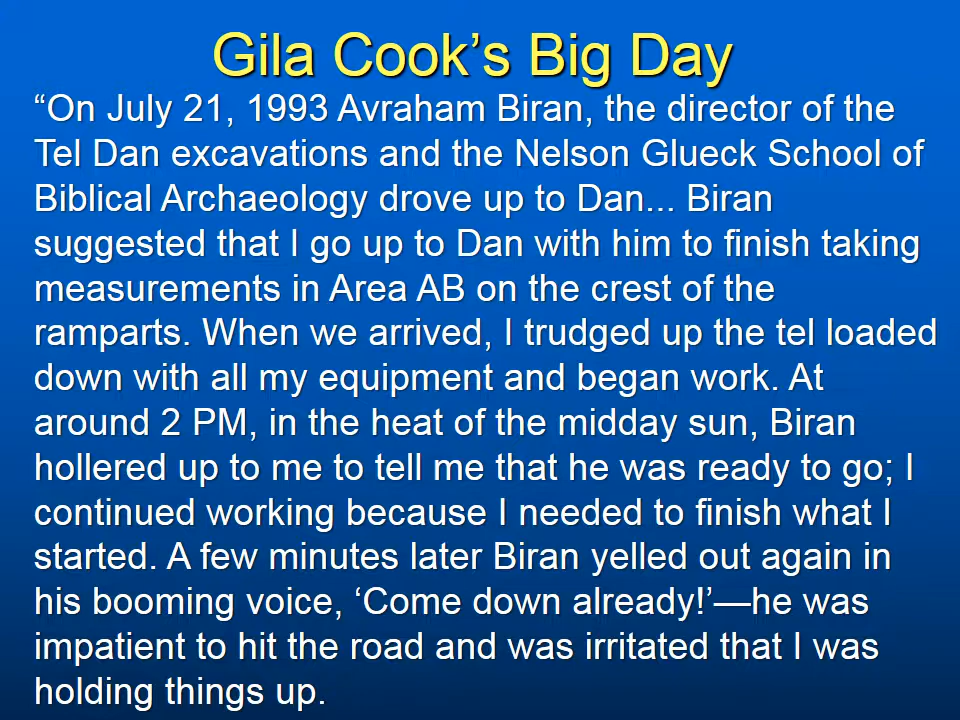 Gila Cook’s Big Day
“On July 21, 1993 Avraham Biran, the director of the
Tel Dan excavations and the Nelson Glueck School of
Biblical Archaeology drove up to Dan... Biran
suggested that I go up to Dan with him to finish taking
measurements in Area AB on the crest of the
ramparts. When we arrived, I trudged up the tel loaded
down with all my equipment and began work. At
around 2 PM, in the heat of the midday sun, Biran
hollered up to me to tell me that he was ready to go; I
continued working because I needed to finish what I
started. A few minutes later Biran yelled out again in
his booming voice, ‘Come down already!’—he was
impatient to hit the road and was irritated that I was
holding things up.